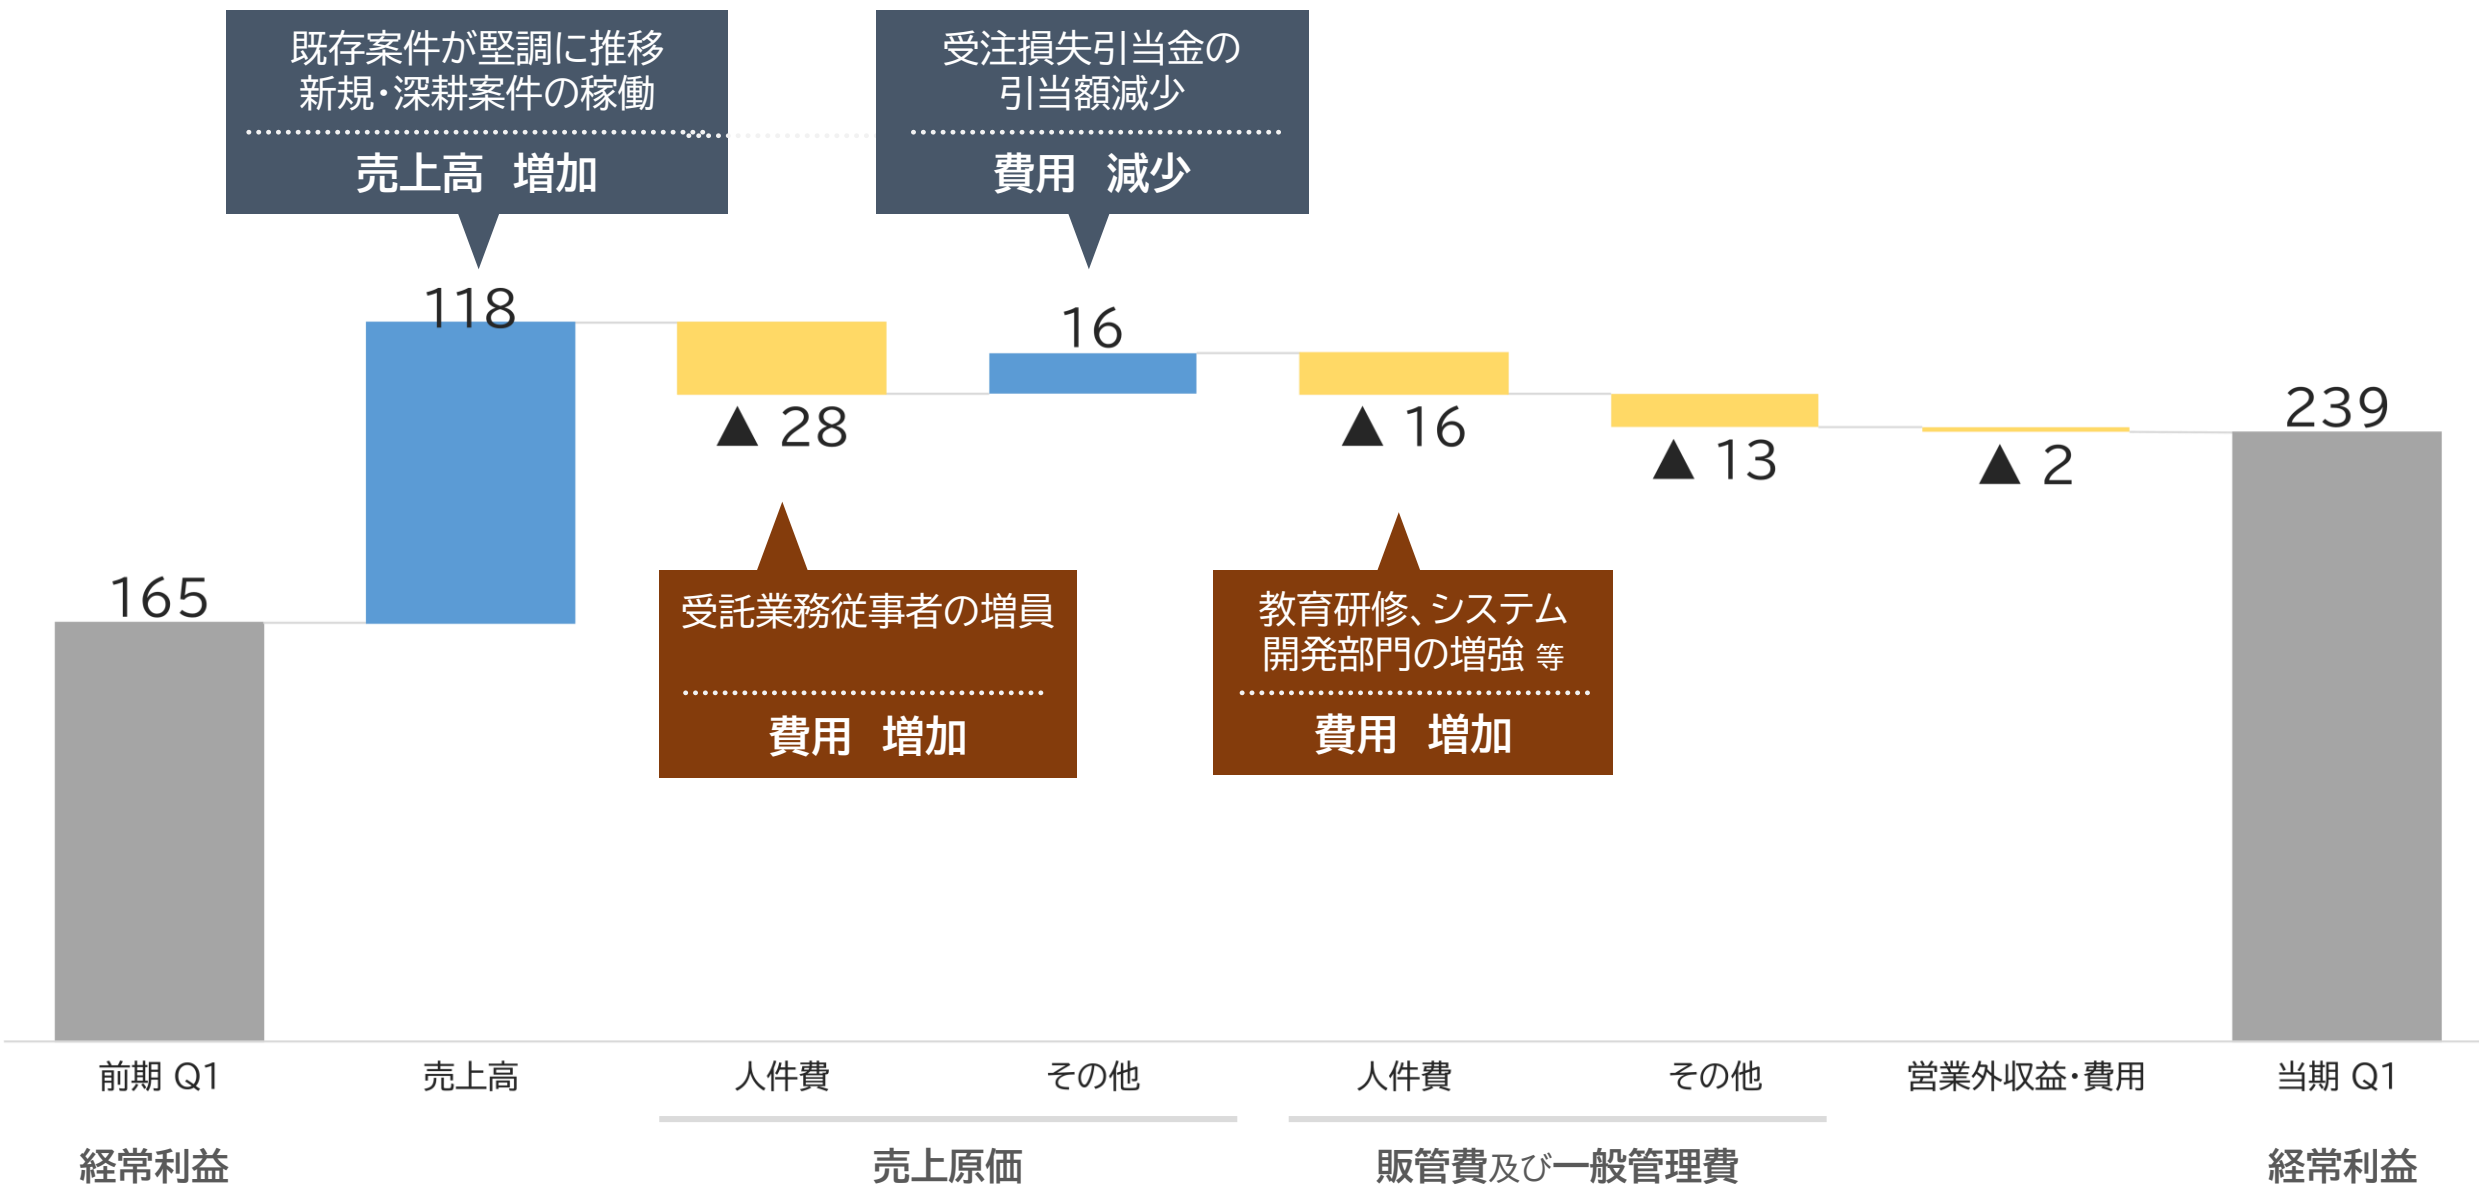 既存案件が堅調に推移
新規・深耕案件の稼働
売上高 増加
受注損失引当金の
引当額減少
費用 減少
118
16
165
▲ 28
▲ 16
▲ 13
▲ 2
239
受託業務従事者の増員
費用 増加
教育研修、システム
開発部門の増強 等
費用 増加
前期 Q1
売上高
人件費
その他
人件費
その他
営業外収益・費用
当期 Q1
経常利益
売上原価
販管費及び一般管理費
経常利益